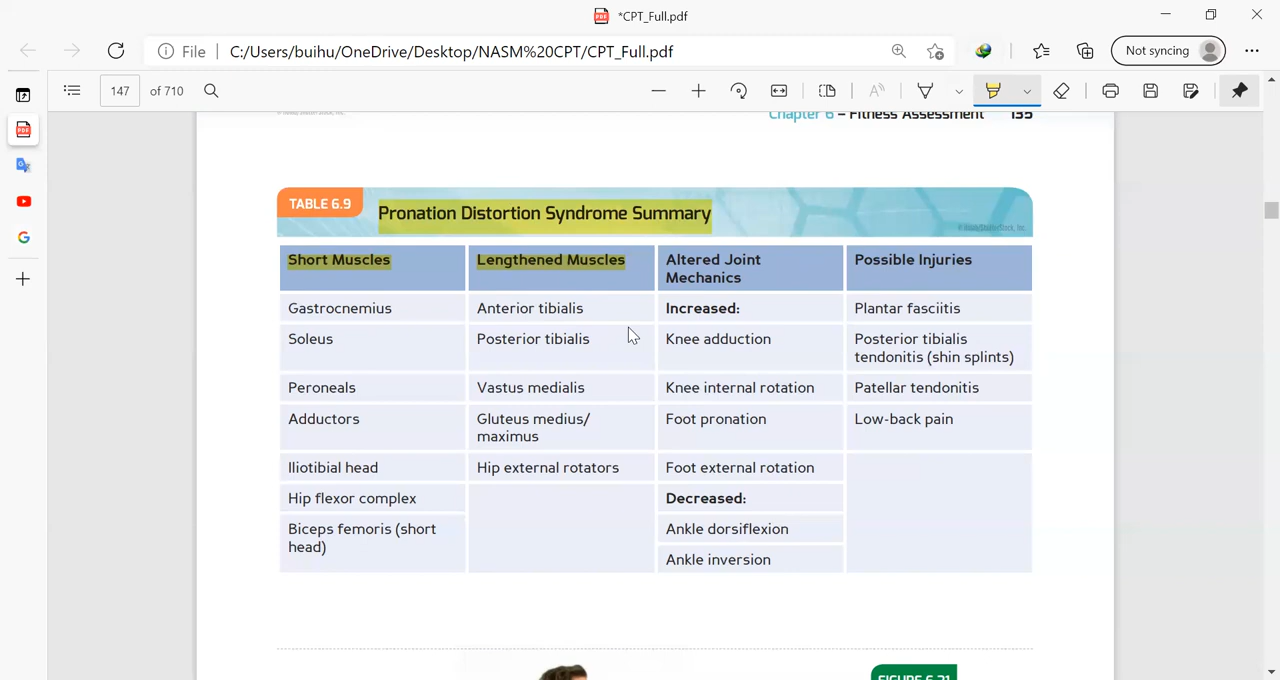 *CPT_Full.pdf
File
C:/Users/buihu/OneDrive/Desktop/NASM%20CPT/CPT_Full.pdf
Not syncing
147 of 710
Chapter 6 – Fitness Assessment 135
TABLE 6.9
Pronation Distortion Syndrome Summary
Short Muscles
Lengthened Muscles
Altered Joint
Mechanics
Possible Injuries
Gastrocnemius
Anterior tibialis
Increased:
Plantar fasciitis
Soleus
Posterior tibialis
Knee adduction
Posterior tibialis
tendonitis (shin splints)
Peroneals
Vastus medialis
Knee internal rotation
Patellar tendonitis
Adductors
Gluteus medius/
maximus
Foot pronation
Low-back pain
Iliotibial head
Hip external rotators
Foot external rotation
Hip flexor complex
Decreased:
Biceps femoris (short
head)
Ankle dorsiflexion
Ankle inversion
FIGURE 6.21